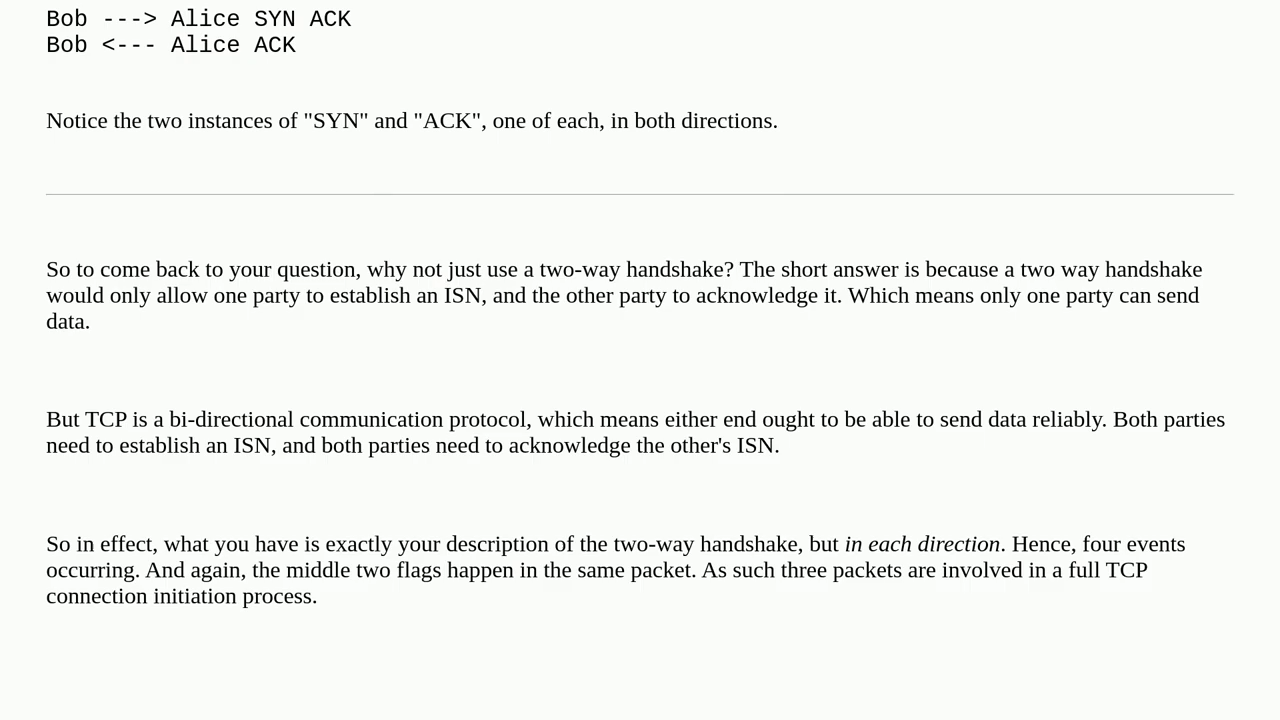 Bob ---> Alice SYN ACK
Bob <--- Alice ACK
Notice the two instances of "SYN" and "ACK", one of each, in both directions.
So to come back to your question, why not just use a two-way handshake? The short answer is because a two way handshake
would only allow one party to establish an ISN, and the other party to acknowledge it. Which means only one party can send
data.
But TCP is a bi-directional communication protocol, which means either end ought to be able to send data reliably. Both parties
need to establish an ISN, and both parties need to acknowledge the other's ISN.
So in effect, what you have is exactly your description of the two-way handshake, but in each direction. Hence, four events
occurring. And again, the middle two flags happen in the same packet. As such three packets are involved in a full TCP
connection initiation process.